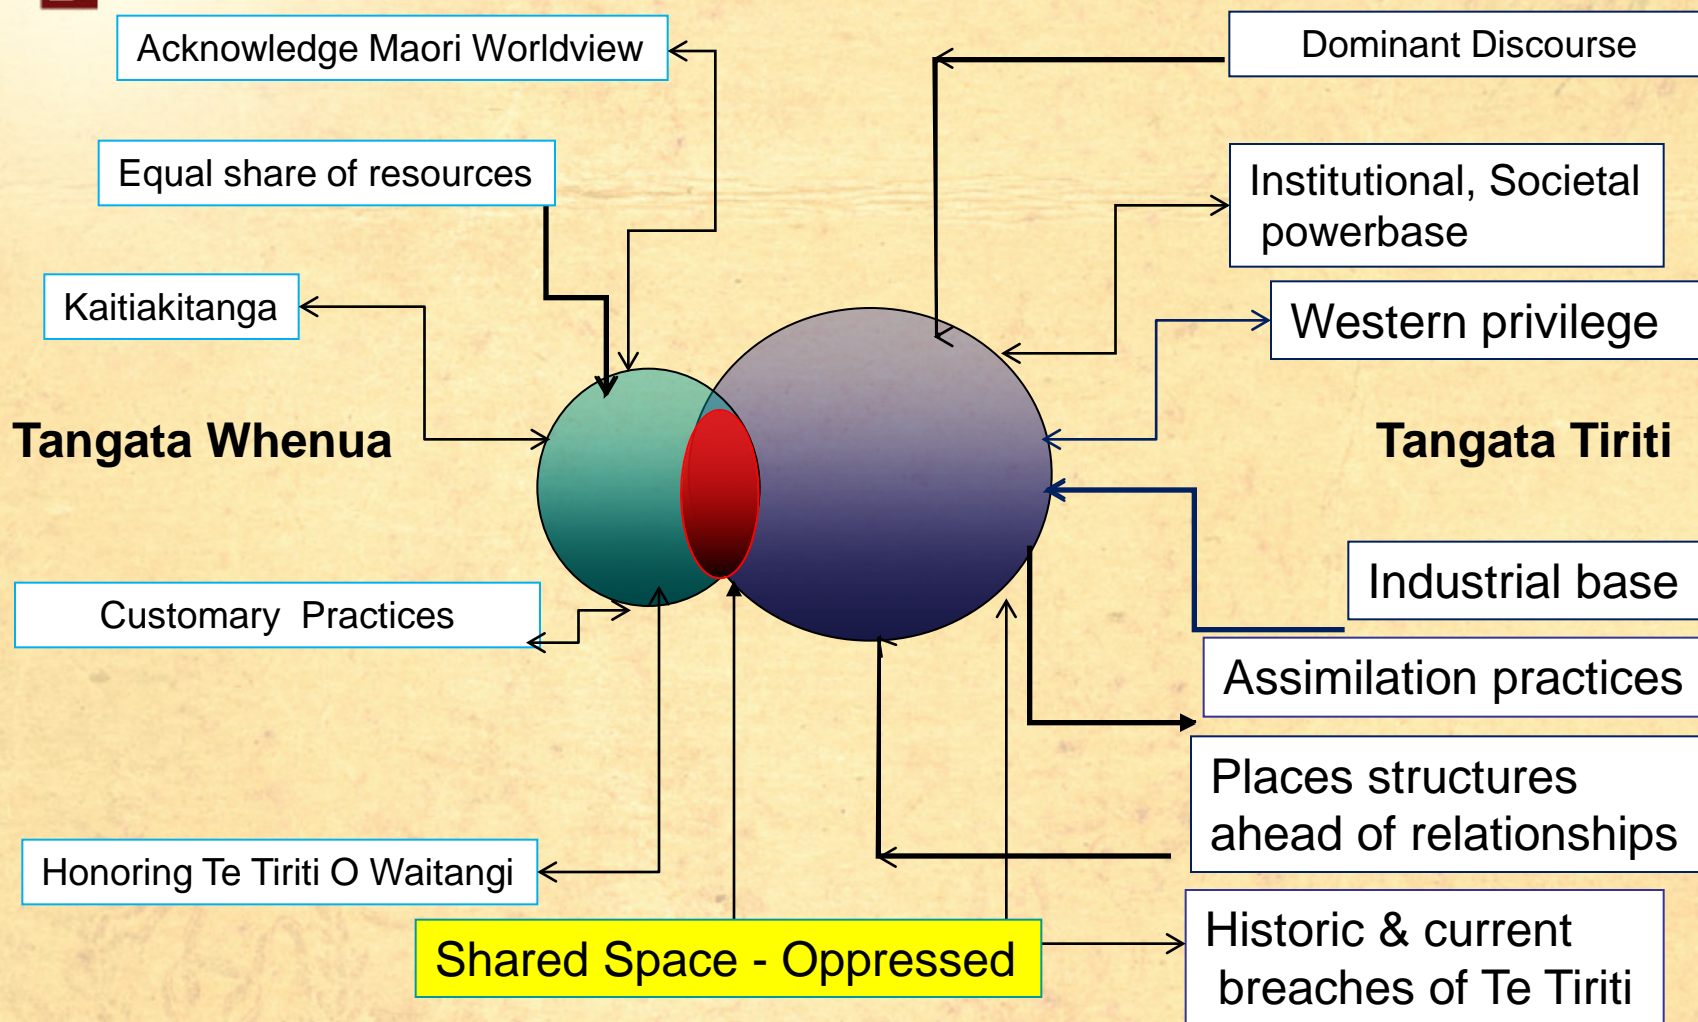 Acknowledge Maori Worldview
Equal share of resources
Kaitiakitanga
Tangata Whenua
Customary Practices
Honoring Te Tiriti O Waitangi
Shared Space - Oppressed
Dominant Discourse
Institutional, Societal
powerbase
Western privilege
Tangata Tiriti
Industrial base
Assimilation practices
Places structures
ahead of relationships
Historic & current
breaches of Te Tiriti